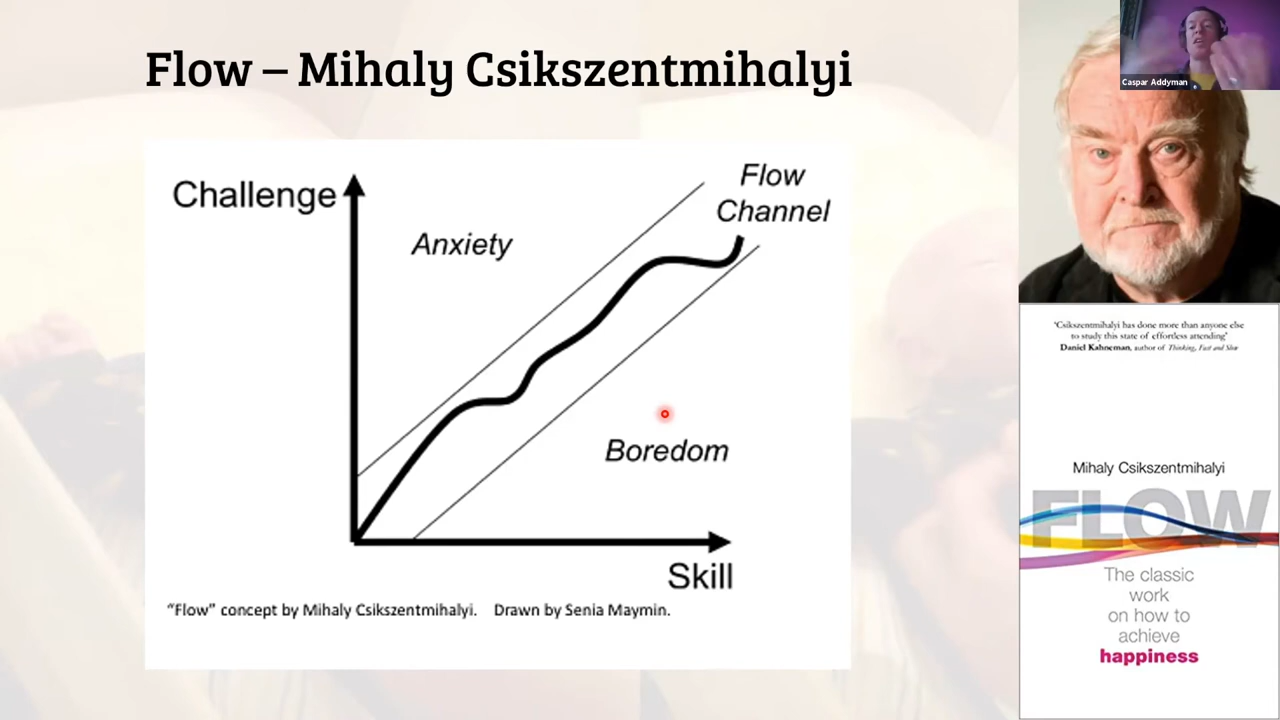 Flow – Mihaly Csikszentmihalyi
Challenge
Flow
Channel
Anxiety
Boredom
Skill
“Flow” concept by Mihaly Csikszentmihalyi. Drawn by Senia Maymin.
Caspar Addyman
‘Csikszentmihalyi has done more than anyone else
to study this state of effortless attending’
Daniel Kahneman, author of Thinking, Fast and Slow
Mihaly Csikszentmihalyi
FLOW
The classic
work
on how to
achieve
happiness